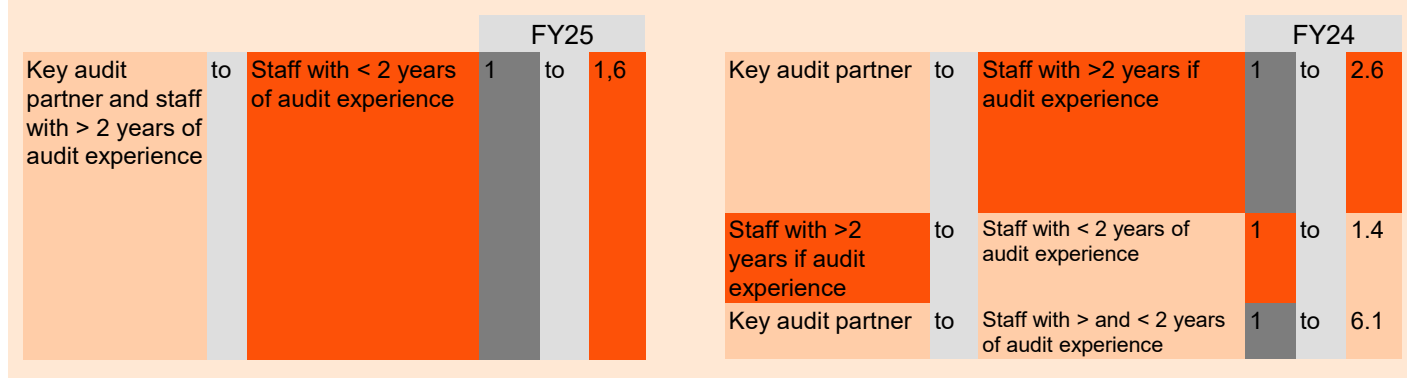 FY25
Key audit partner and staff with > 2 years of audit experience to Staff with < 2 years of audit experience 1 to 1,6
FY24
Key audit partner to Staff with >2 years if audit experience 1 to 2.6
Staff with >2 years if audit experience to Staff with < 2 years of audit experience 1 to 1.4
Key audit partner to Staff with > and < 2 years of audit experience 1 to 6.1